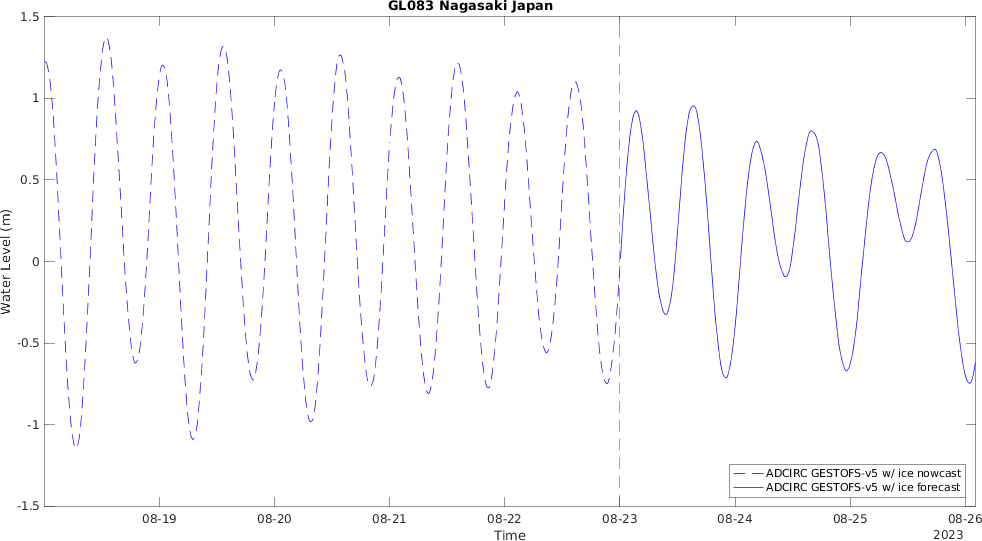 GL083 Nagasaki Japan
1.5
1
0.5
0
-0.5
-1
-1.5
Water Level (m)
08-19 08-20 08-21 08-22 08-23 08-24 08-25 08-26
2023
Time
ADCIRC GESTOFS-v5 w/ ice nowcast
ADCIRC GESTOFS-v5 w/ ice forecast